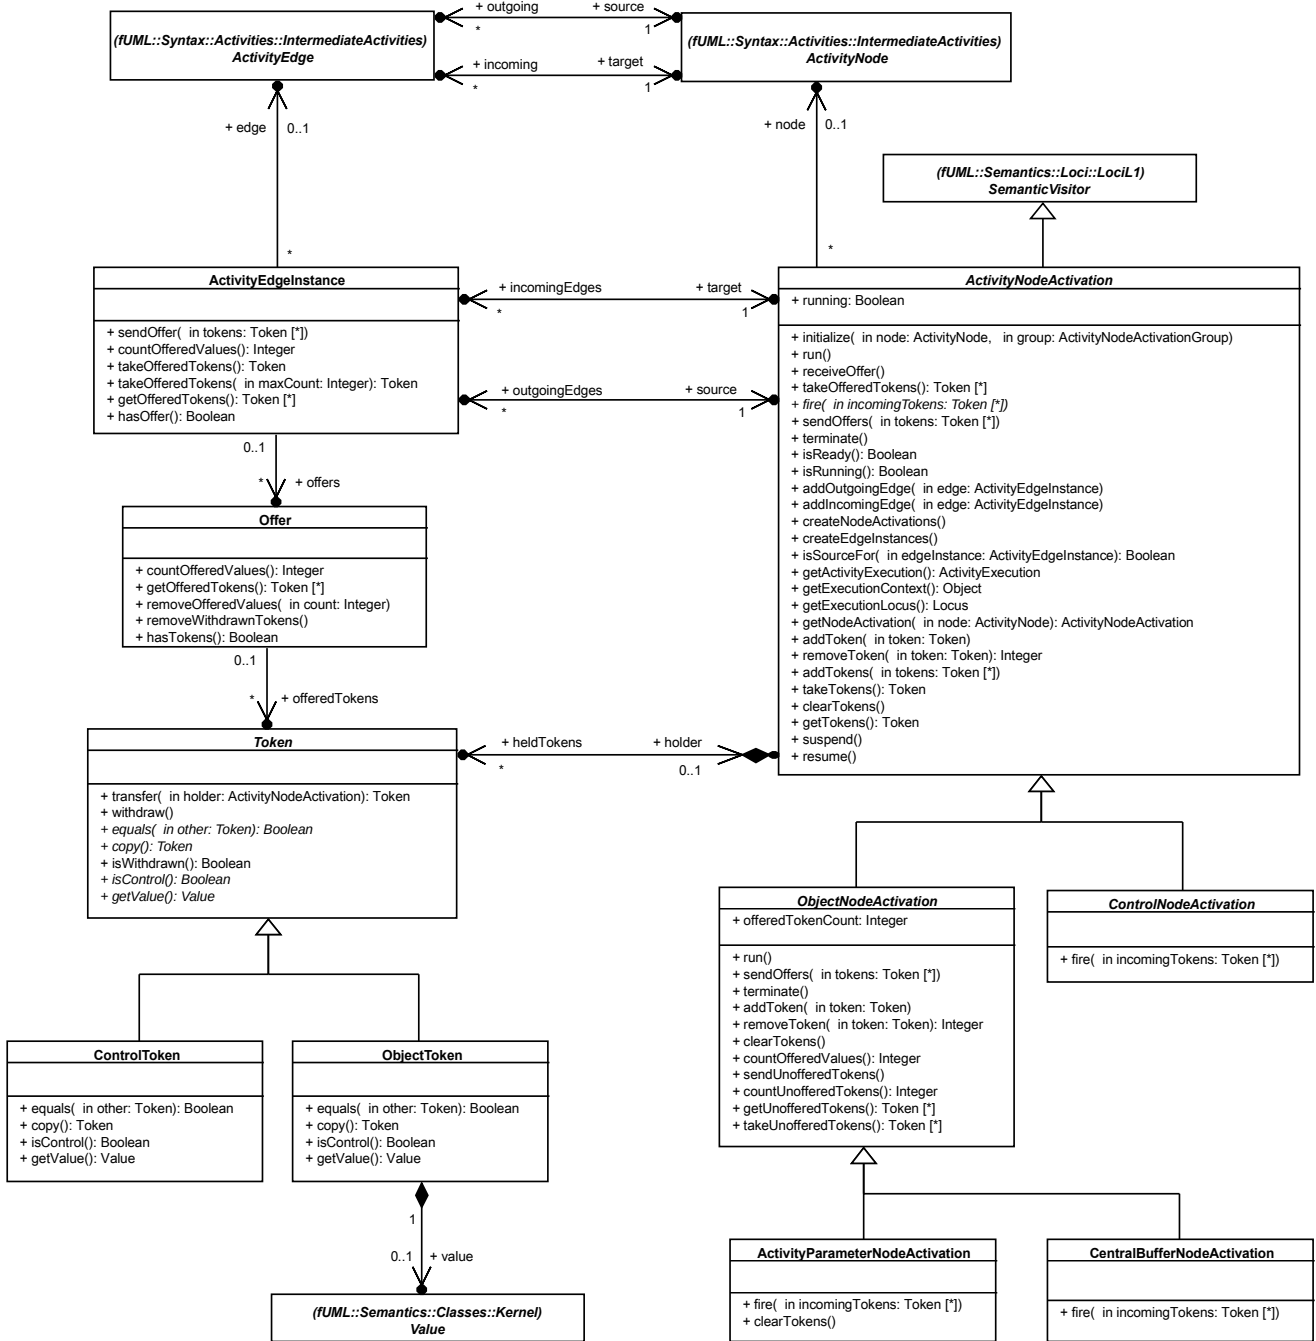 + outgoing + source
* 1
(fUML::Syntax::Activities::IntermediateActivities)
ActivityEdge
(fUML::Syntax::Activities::IntermediateActivities)
ActivityNode
+ incoming + target
* 1
+ edge 0..1
+ node 0..1
(fUML::Semantics::Loci::LociL1)
SemanticVisitor
*
*
ActivityEdgeInstance
+ sendOffer( in tokens: Token [*])
+ countOfferedValues(): Integer
+ takeOfferedTokens(): Token
+ takeOfferedTokens( in maxCount: Integer): Token
+ getOfferedTokens(): Token [*]
+ hasOffer(): Boolean
+ incomingEdges + target
* 1
+ outgoingEdges + source
* 1
ActivityNodeActivation
+ running: Boolean
+ initialize( in node: ActivityNode, in group: ActivityNodeActivationGroup)
+ run()
+ receiveOffer()
+ takeOfferedTokens(): Token [*]
+ fire( in incomingTokens: Token [*])
+ sendOffers( in tokens: Token [*])
+ terminate()
+ isReady(): Boolean
+ isRunning(): Boolean
+ addOutgoingEdge( in edge: ActivityEdgeInstance)
+ addIncomingEdge( in edge: ActivityEdgeInstance)
+ createNodeActivations()
+ createEdgeInstances()
+ isSourceFor( in edgeInstance: ActivityEdgeInstance): Boolean
+ getActivityExecution(): ActivityExecution
+ getExecutionContext(): Object
+ getExecutionLocus(): Locus
+ getNodeActivation( in node: ActivityNode): ActivityNodeActivation
+ addToken( in token: Token)
+ removeToken( in token: Token): Integer
+ addTokens( in tokens: Token [*])
+ takeTokens(): Token
+ clearTokens()
+ getTokens(): Token
+ suspend()
+ resume()
0..1
* + offers
Offer
+ countOfferedValues(): Integer
+ getOfferedTokens(): Token [*]
+ removeOfferedValues( in count: Integer)
+ removeWithdrawnTokens()
+ hasTokens(): Boolean
0..1
* + offeredTokens
Token
+ transfer( in holder: ActivityNodeActivation): Token
+ withdraw()
+ equals( in other: Token): Boolean
+ copy(): Token
+ isWithdrawn(): Boolean
+ isControl(): Boolean
+ getValue(): Value
+ heldTokens + holder
* 0..1
ObjectNodeActivation
+ offeredTokenCount: Integer
+ run()
+ sendOffers( in tokens: Token [*])
+ terminate()
+ addToken( in token: Token)
+ removeToken( in token: Token): Integer
+ clearTokens()
+ countOfferedValues(): Integer
+ sendUnofferedTokens()
+ countUnofferedTokens(): Integer
+ getUnofferedTokens(): Token [*]
+ takeUnofferedTokens(): Token [*]
ControlNodeActivation
+ fire( in incomingTokens: Token [*])
ControlToken
+ equals( in other: Token): Boolean
+ copy(): Token
+ isControl(): Boolean
+ getValue(): Value
ObjectToken
+ equals( in other: Token): Boolean
+ copy(): Token
+ isControl(): Boolean
+ getValue(): Value
1
0..1 + value
(fUML::Semantics::Classes::Kernel)
Value
ActivityParameterNodeActivation
+ fire( in incomingTokens: Token [*])
+ clearTokens()
CentralBufferNodeActivation
+ fire( in incomingTokens: Token [*])